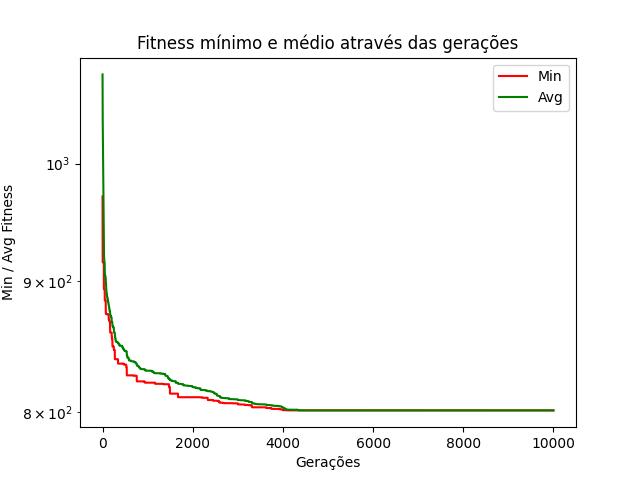 Fitness mínimo e médio através das gerações
Min
Avg
10³
9 × 10²
8 × 10²
Min / Avg Fitness
0 2000 4000 6000 8000 10000
Gerações